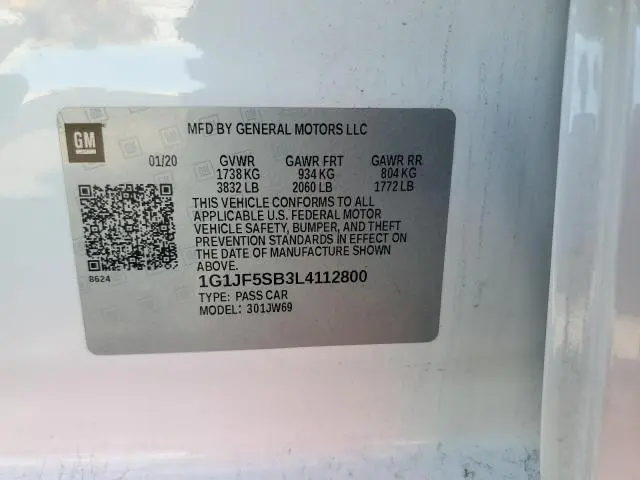 GM
MFD BY GENERAL MOTORS LLC
01/20 GVWR GAWR FRT GAWR RR
1738 KG 934 KG 804 KG
3832 LB 2060 LB 1772 LB
THIS VEHICLE CONFORMS TO ALL
APPLICABLE U.S. FEDERAL MOTOR
VEHICLE SAFETY, BUMPER, AND THEFT
PREVENTION STANDARDS IN EFFECT ON
THE DATE OF MANUFACTURE SHOWN
ABOVE.
8624
1G1JF5SB3L4112800
TYPE: PASS CAR
MODEL: 301JW69